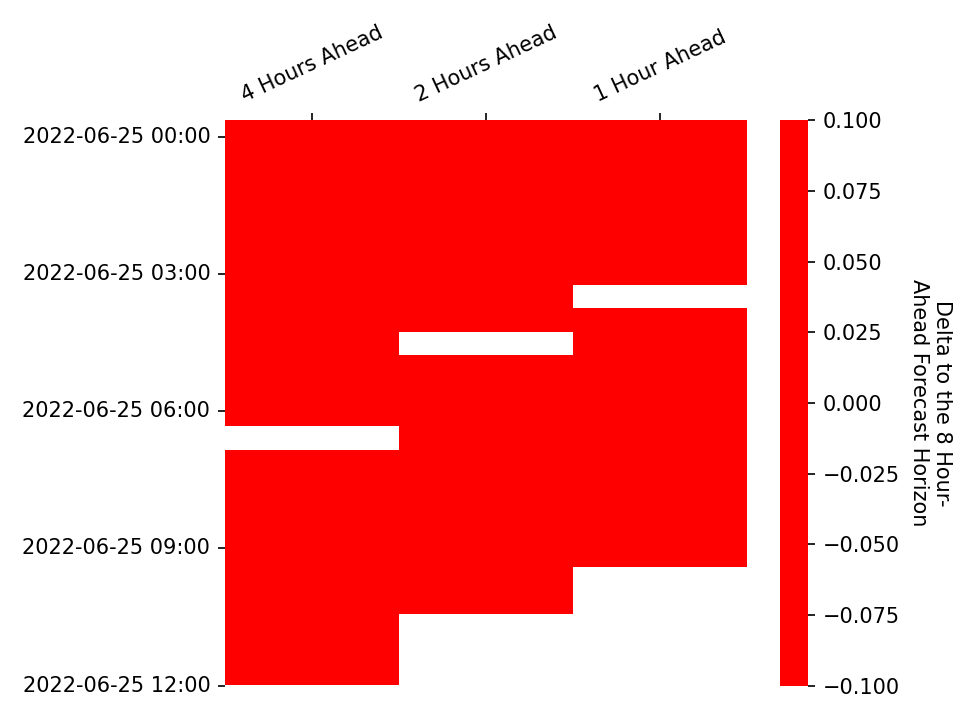 4 Hours Ahead
2 Hours Ahead
1 Hour Ahead
2022-06-25 00:00
2022-06-25 03:00
2022-06-25 06:00
2022-06-25 09:00
2022-06-25 12:00
0.100
0.075
0.050
0.025
0.000
−0.025
−0.050
−0.075
−0.100
Delta to the 8 Hour-
Ahead Forecast Horizon